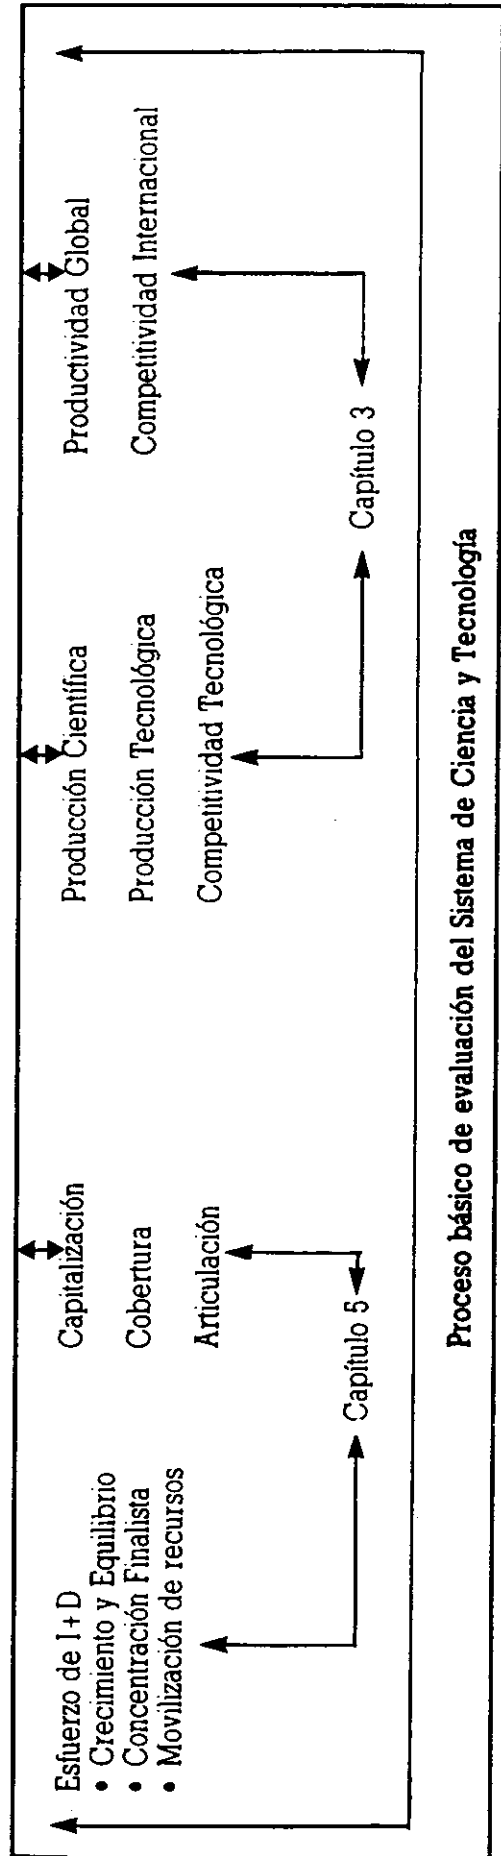 Esfuerzo de I+D
• Crecimiento y Equilibrio
• Concentración Finalista
• Movilización de recursos
Capitalización
Cobertura
Articulación
Capítulo 5
Producción Científica
Producción Tecnológica
Competitividad Tecnológica
Productividad Global
Competitividad Internacional
Capítulo 3
Proceso básico de evaluación del Sistema de Ciencia y Tecnología